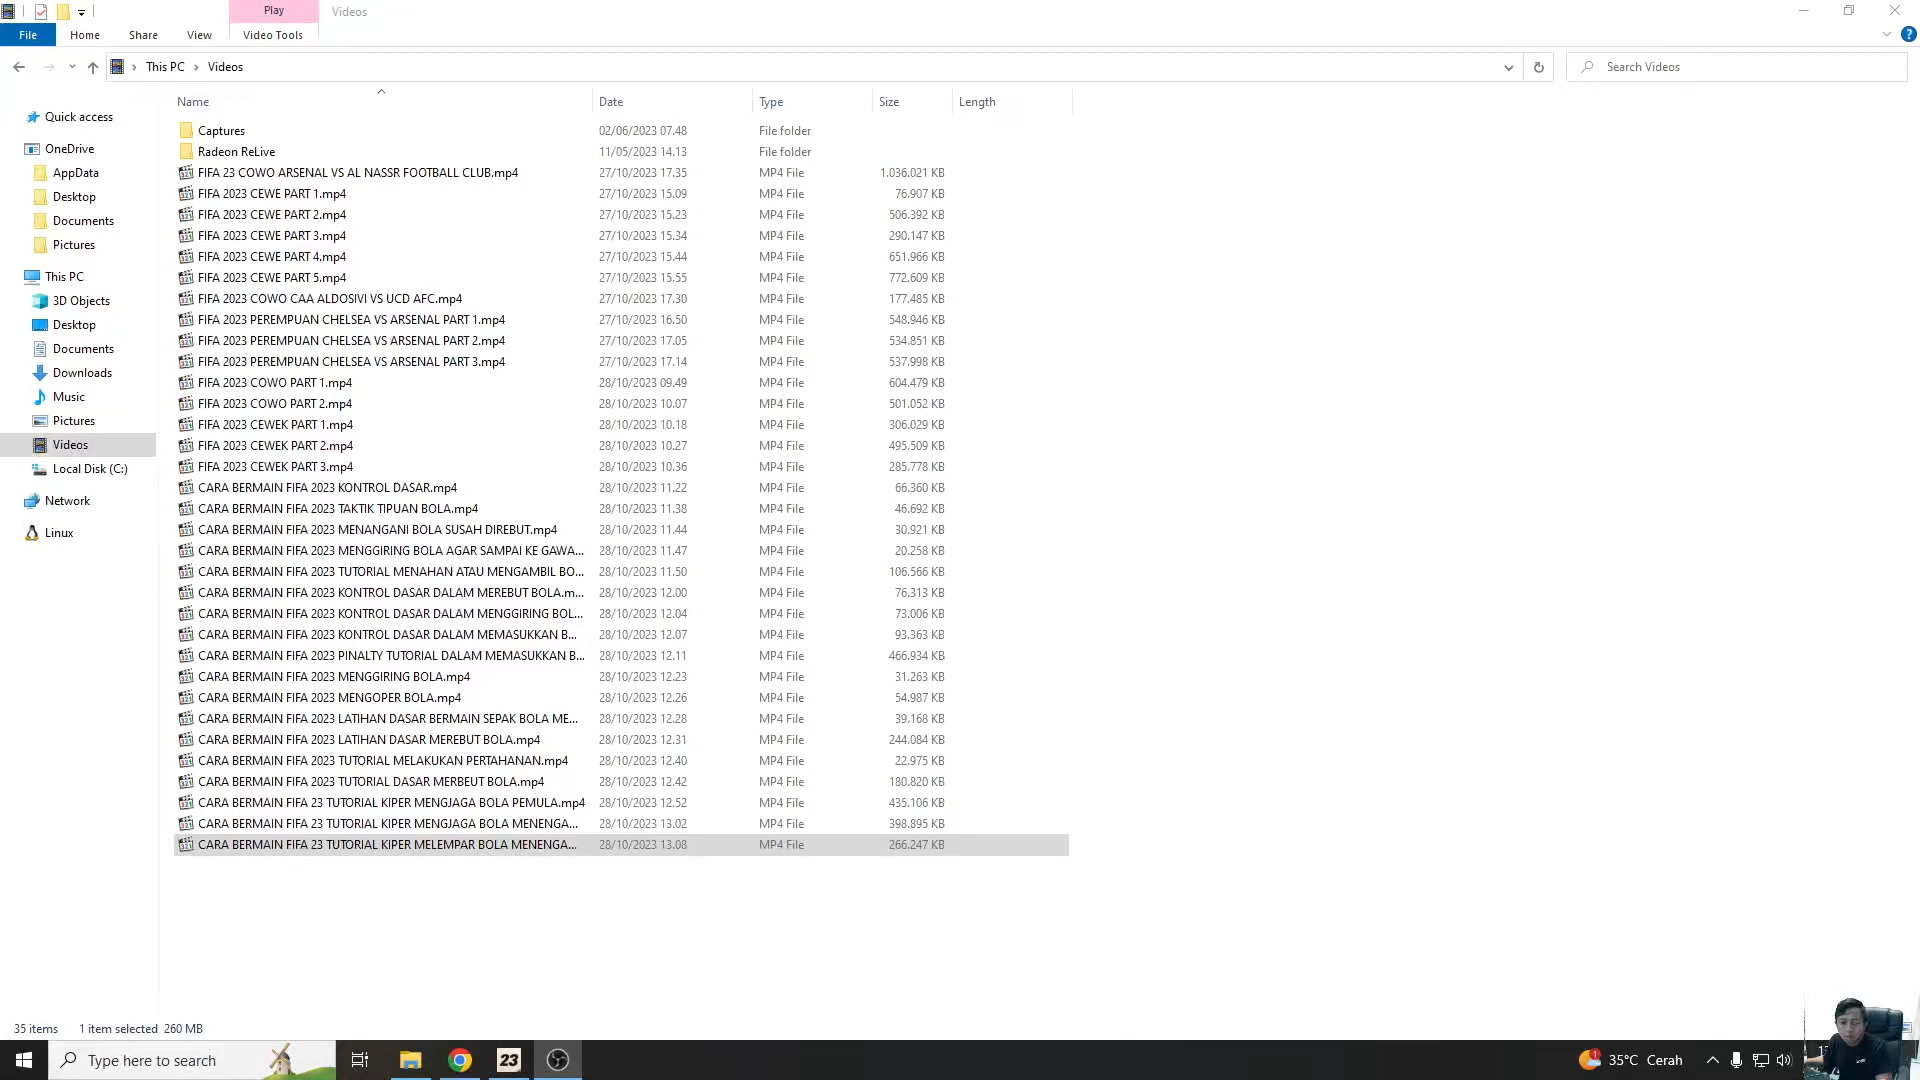 Play Videos
File Home Share View Video Tools
This PC Videos Search Videos
Name Date Type Size Length
Quick access
OneDrive
AppData
Desktop
Documents
Pictures
This PC
3D Objects
Desktop
Documents
Downloads
Music
Pictures
Videos
Local Disk (C:)
Network
Linux
Captures 02/06/2023 07.48 File folder
Radeon ReLive 11/05/2023 14.13 File folder
FIFA 23 COWO ARSENAL VS AL NASSR FOOTBALL CLUB.mp4 27/10/2023 17.35 MP4 File 1.036.021 KB
FIFA 2023 CEWE PART 1.mp4 27/10/2023 15.09 MP4 File 76.907 KB
FIFA 2023 CEWE PART 2.mp4 27/10/2023 15.23 MP4 File 506.392 KB
FIFA 2023 CEWE PART 3.mp4 27/10/2023 15.34 MP4 File 290.147 KB
FIFA 2023 CEWE PART 4.mp4 27/10/2023 15.44 MP4 File 651.966 KB
FIFA 2023 CEWE PART 5.mp4 27/10/2023 15.55 MP4 File 772.609 KB
FIFA 2023 COWO CAA ALDOSIVI VS UCD AFC.mp4 27/10/2023 17.30 MP4 File 177.485 KB
FIFA 2023 PEREMPUAN CHELSEA VS ARSENAL PART 1.mp4 27/10/2023 16.50 MP4 File 548.946 KB
FIFA 2023 PEREMPUAN CHELSEA VS ARSENAL PART 2.mp4 27/10/2023 17.05 MP4 File 534.851 KB
FIFA 2023 PEREMPUAN CHELSEA VS ARSENAL PART 3.mp4 27/10/2023 17.14 MP4 File 537.998 KB
FIFA 2023 COWO PART 1.mp4 28/10/2023 09.49 MP4 File 604.479 KB
FIFA 2023 COWO PART 2.mp4 28/10/2023 10.07 MP4 File 501.052 KB
FIFA 2023 CEWEK PART 1.mp4 28/10/2023 10.18 MP4 File 306.029 KB
FIFA 2023 CEWEK PART 2.mp4 28/10/2023 10.27 MP4 File 495.509 KB
FIFA 2023 CEWEK PART 3.mp4 28/10/2023 10.36 MP4 File 285.778 KB
CARA BERMAIN FIFA 2023 KONTROL DASAR.mp4 28/10/2023 11.22 MP4 File 66.360 KB
CARA BERMAIN FIFA 2023 TAKTIK TIPUAN BOLA.mp4 28/10/2023 11.38 MP4 File 46.692 KB
CARA BERMAIN FIFA 2023 MENANGANI BOLA SUSAH DIREBUT.mp4 28/10/2023 11.44 MP4 File 30.921 KB
CARA BERMAIN FIFA 2023 MENGGIRING BOLA AGAR SAMPAI KE GAWA... 28/10/2023 11.47 MP4 File 20.258 KB
CARA BERMAIN FIFA 2023 TUTORIAL MENAHAN ATAU MENGAMBIL BO... 28/10/2023 11.50 MP4 File 106.566 KB
CARA BERMAIN FIFA 2023 KONTROL DASAR DALAM MEREBUT BOLA.m... 28/10/2023 12.00 MP4 File 76.313 KB
CARA BERMAIN FIFA 2023 KONTROL DASAR DALAM MENGGIRING BOL... 28/10/2023 12.04 MP4 File 73.006 KB
CARA BERMAIN FIFA 2023 KONTROL DASAR DALAM MEMASUKKAN B... 28/10/2023 12.07 MP4 File 93.363 KB
CARA BERMAIN FIFA 2023 PINALTY TUTORIAL DALAM MEMASUKKAN B... 28/10/2023 12.11 MP4 File 466.934 KB
CARA BERMAIN FIFA 2023 MENGGIRING BOLA.mp4 28/10/2023 12.23 MP4 File 31.263 KB
CARA BERMAIN FIFA 2023 MENGOPER BOLA.mp4 28/10/2023 12.26 MP4 File 54.987 KB
CARA BERMAIN FIFA 2023 LATIHAN DASAR BERMAIN SEPAK BOLA ME... 28/10/2023 12.28 MP4 File 39.168 KB
CARA BERMAIN FIFA 2023 LATIHAN DASAR MEREBUT BOLA.mp4 28/10/2023 12.31 MP4 File 244.084 KB
CARA BERMAIN FIFA 2023 TUTORIAL MELAKUKAN PERTAHANAN.mp4 28/10/2023 12.40 MP4 File 22.975 KB
CARA BERMAIN FIFA 2023 TUTORIAL DASAR MERBEUT BOLA.mp4 28/10/2023 12.42 MP4 File 180.820 KB
CARA BERMAIN FIFA 23 TUTORIAL KIPER MENGJAGA BOLA PEMULA.mp4 28/10/2023 12.52 MP4 File 435.106 KB
CARA BERMAIN FIFA 23 TUTORIAL KIPER MENGJAGA BOLA MENENGA... 28/10/2023 13.02 MP4 File 398.895 KB
CARA BERMAIN FIFA 23 TUTORIAL KIPER MELEMPAR BOLA MENENGA... 28/10/2023 13.08 MP4 File 266.247 KB
35 items 1 item selected 260 MB
Type here to search 23 35°C Cerah